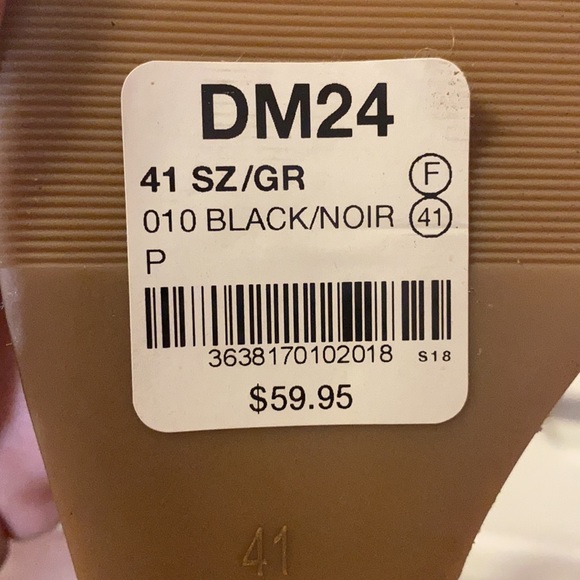 DM24
41 SZ/GR F
010 BLACK/NOIR 41
P
3638170102018 S18
$59.95
41